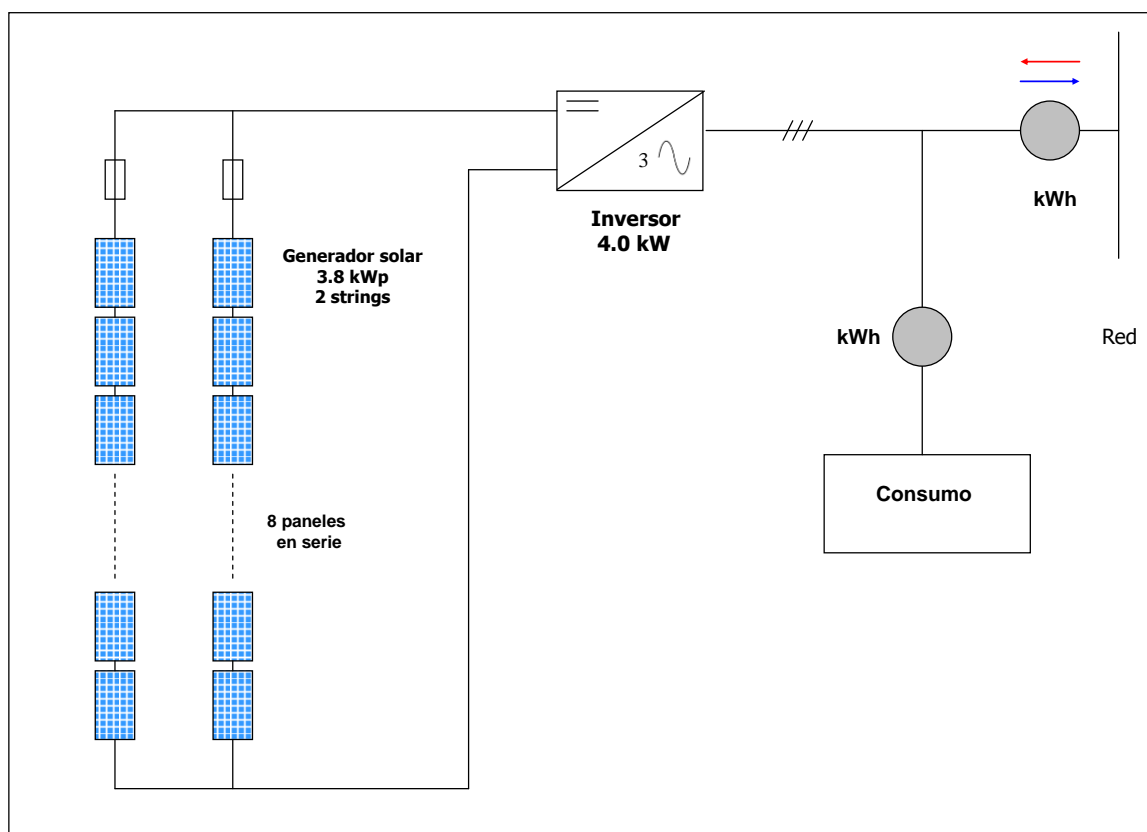 kWh
3
Inversor
4.0 kW
Generador solar
3.8 kWp
2 strings
kWh
Red
Consumo
8 paneles
en serie